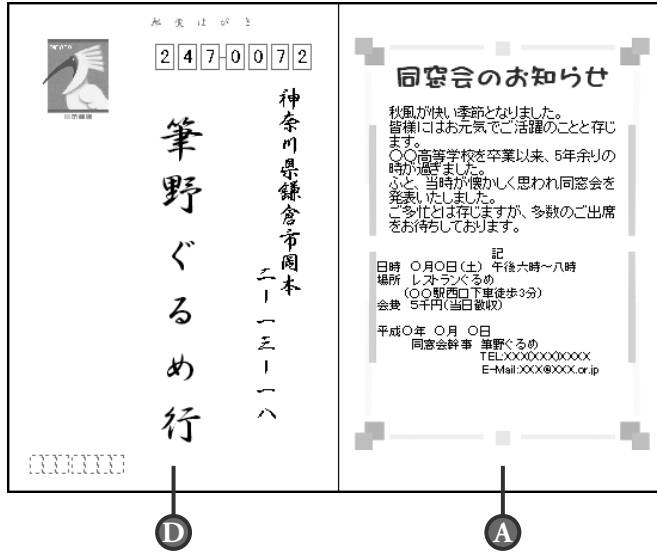 郵便はがき
247-0072
神奈川県鎌倉市岡本
二ー一三ー一八
筆野ぐるめ行
同窓会のお知らせ
秋風が快い季節となりました。
皆様にはお元気でご活躍のことと存じ
ます。
○○高等学校を卒業以来、5年余りの
時が過ぎました。
ふと、当時が懐かしく思われ同窓会を
発表いたしました。
ご多忙とは存じますが、多数のご出席
をお待ちしております。
記
日時 ○月○日(土) 午後六時~八時
場所 レストランぐるめ
(○○駅西口下車徒歩3分)
会費 5千円(当日徴収)
平成○年 ○月 ○日
同窓会幹事 筆野ぐるめ
TEL:XXX(XXX)XXXX
E-Mail:XXX@XXX.or.jp
D
A